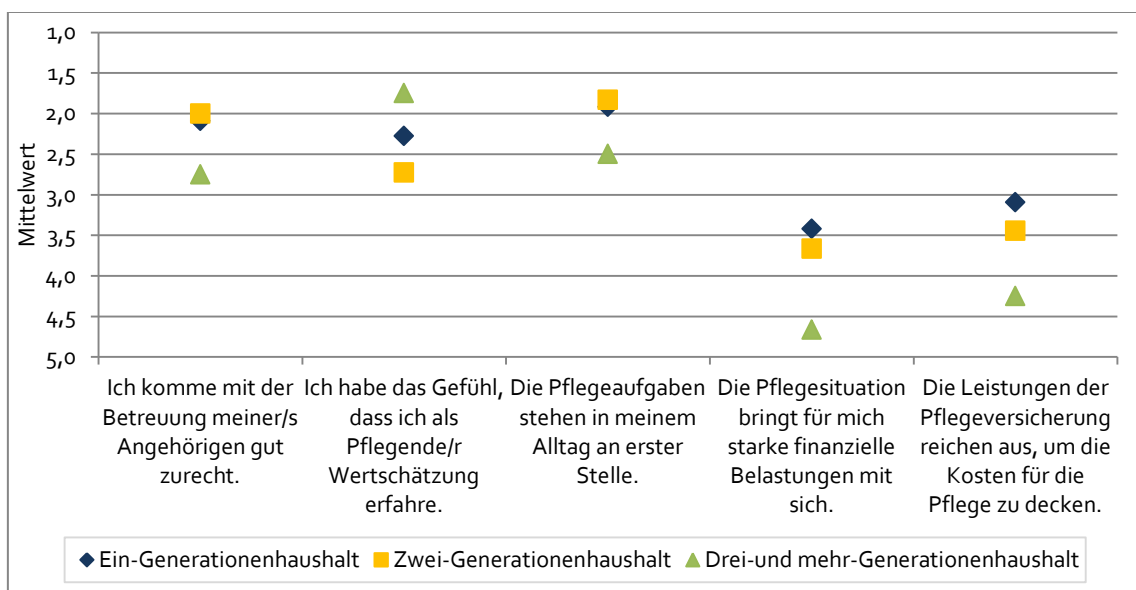 1,0
1,5
2,0
2,5
3,0
3,5
4,0
4,5
5,0
Mittelwert
Ich komme mit der
Betreuung meiner/s
Angehörigen gut
zurecht.
Ich habe das Gefühl,
dass ich als
Pflegende/r
Wertschätzung
erfahre.
Die Pflegeaufgaben
stehen in meinem
Alltag an erster
Stelle.
Die Pflegesituation
bringt für mich
starke finanzielle
Belastungen mit
sich.
Die Leistungen der
Pflegeversicherung
reichen aus, um die
Kosten für die
Pflege zu decken.
Ein-Generationenhaushalt
Zwei-Generationenhaushalt
Drei-und mehr-Generationenhaushalt